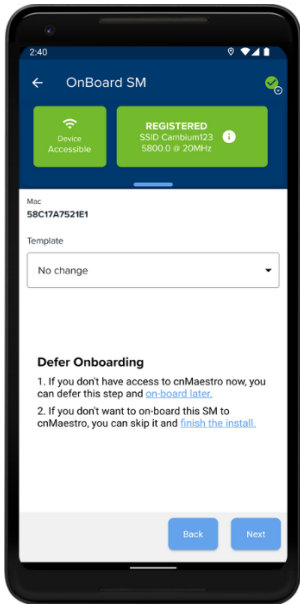 2:40
OnBoard SM
Device
Accessible
REGISTERED
SSID Cambium123
5800.0 @ 20MHz
Mac
58C17A7521E1
Template
No change
Defer Onboarding
1. If you don't have access to cnMaestro now, you
can defer this step and on-board later.
2. If you don't want to on-board this SM to
cnMaestro, you can skip it and finish the install.
Back
Next